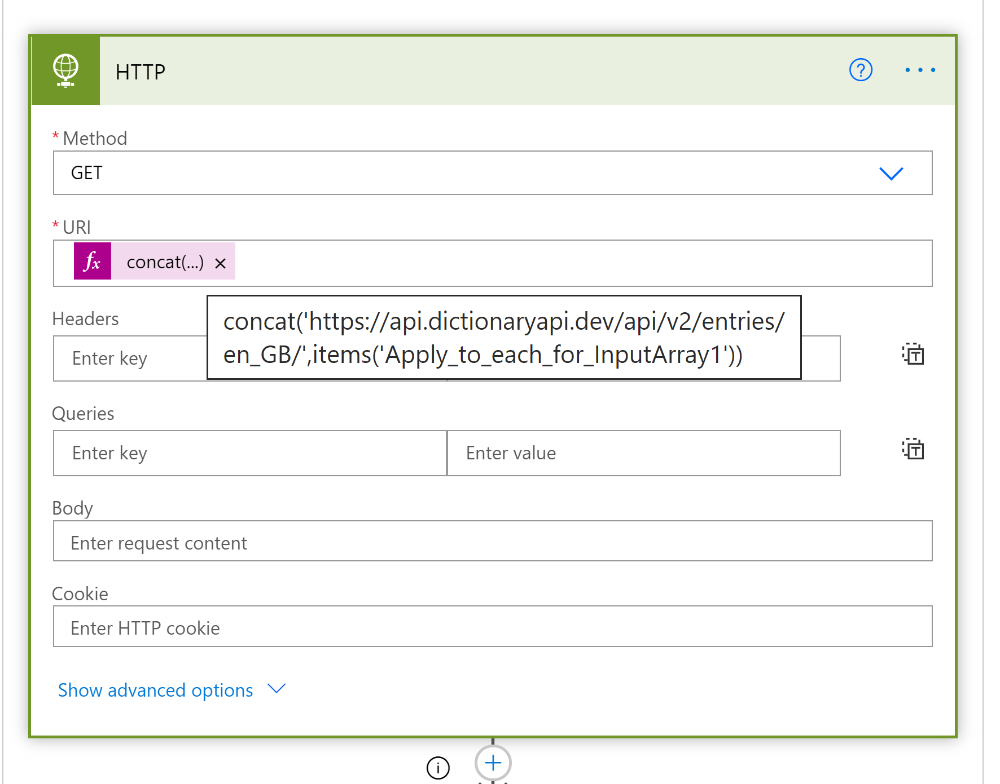 HTTP
* Method
GET
* URI
fx concat(...) ×
concat('https://api.dictionaryapi.dev/api/v2/entries/
en_GB/',items('Apply_to_each_for_InputArray1'))
Headers
Enter key
Queries
Enter key Enter value
Body
Enter request content
Cookie
Enter HTTP cookie
Show advanced options